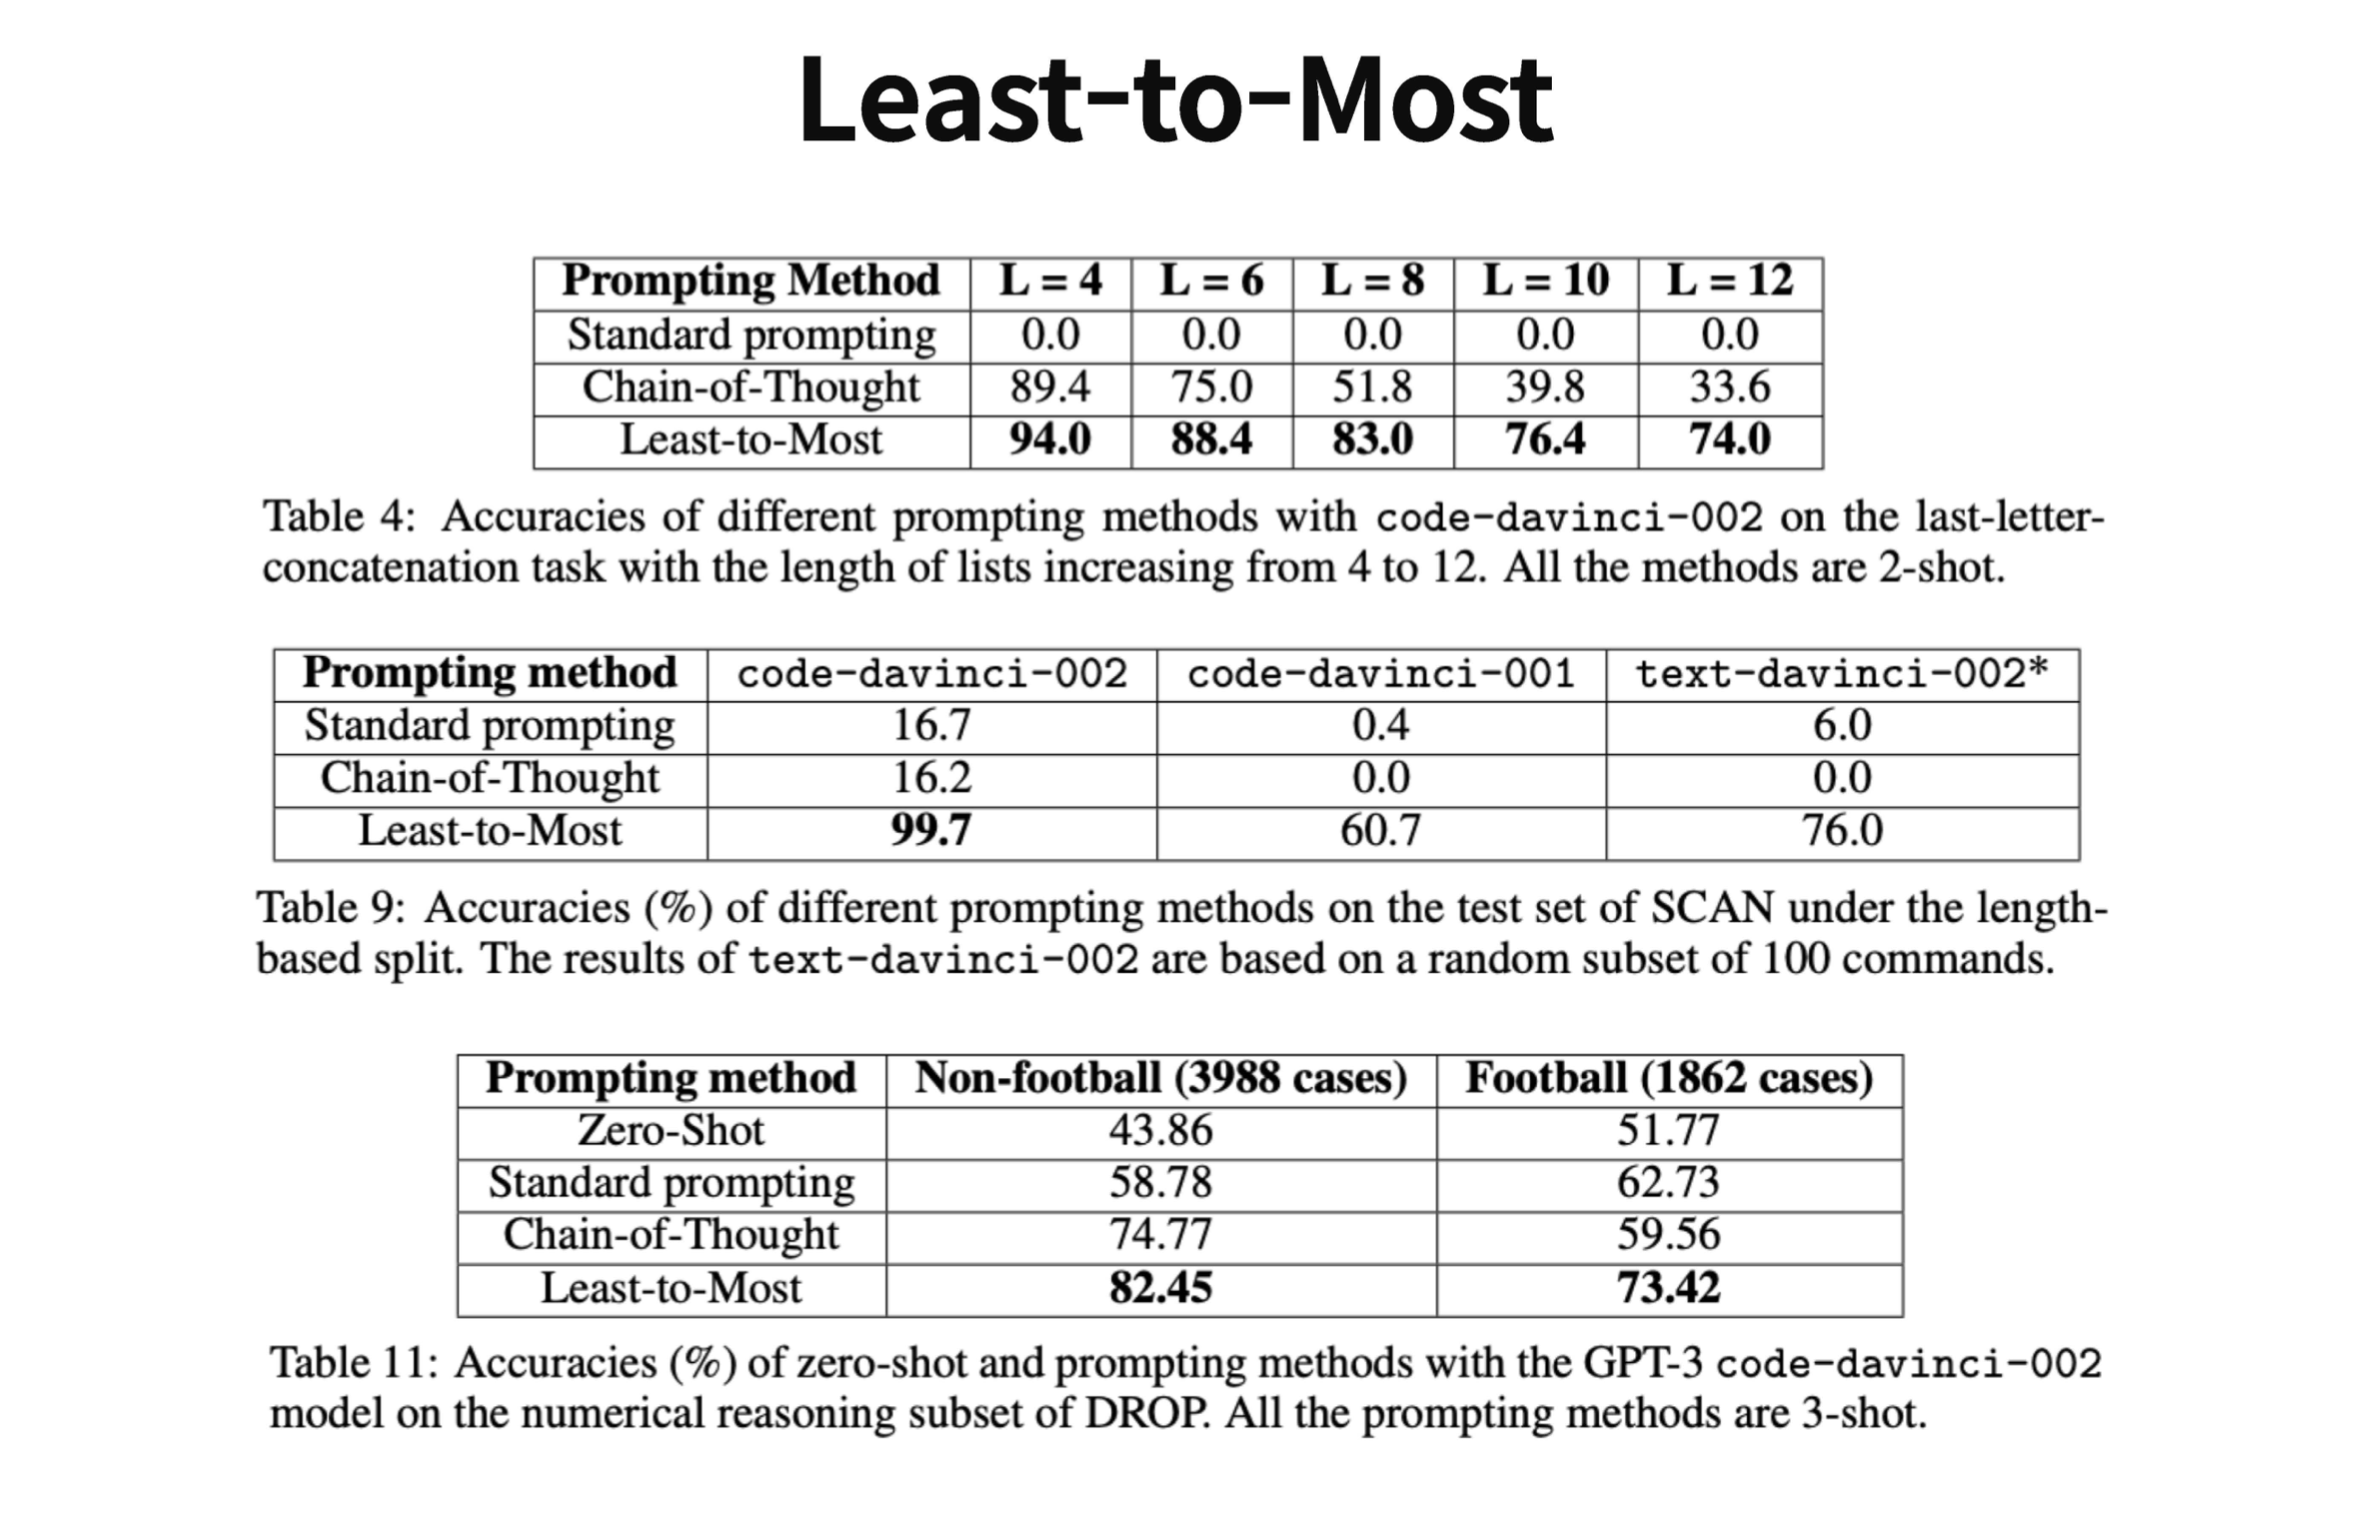 Least-to-Most
Prompting Method L = 4 L = 6 L = 8 L = 10 L = 12
Standard prompting 0.0 0.0 0.0 0.0 0.0
Chain-of-Thought 89.4 75.0 51.8 39.8 33.6
Least-to-Most 94.0 88.4 83.0 76.4 74.0
Table 4: Accuracies of different prompting methods with code-davinci-002 on the last-letter-
concatenation task with the length of lists increasing from 4 to 12. All the methods are 2-shot.
Prompting method code-davinci-002 code-davinci-001 text-davinci-002*
Standard prompting 16.7 0.4 6.0
Chain-of-Thought 16.2 0.0 0.0
Least-to-Most 99.7 60.7 76.0
Table 9: Accuracies (%) of different prompting methods on the test set of SCAN under the length-
based split. The results of text-davinci-002 are based on a random subset of 100 commands.
Prompting method Non-football (3988 cases) Football (1862 cases)
Zero-Shot 43.86 51.77
Standard prompting 58.78 62.73
Chain-of-Thought 74.77 59.56
Least-to-Most 82.45 73.42
Table 11: Accuracies (%) of zero-shot and prompting methods with the GPT-3 code-davinci-002
model on the numerical reasoning subset of DROP. All the prompting methods are 3-shot.